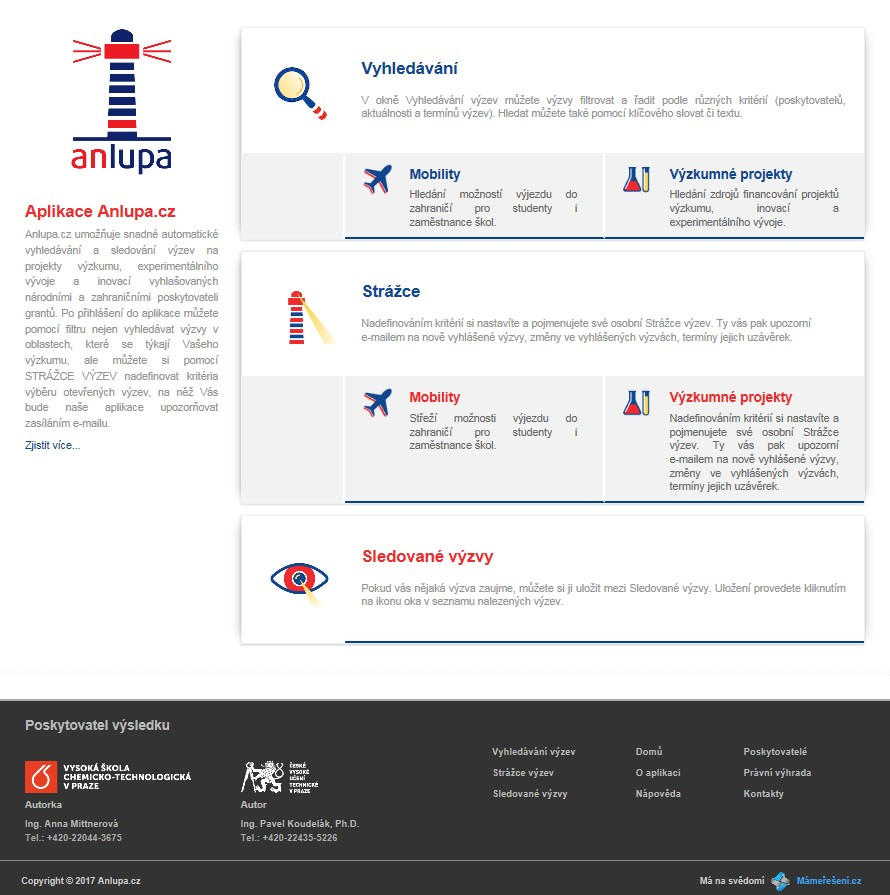 anlupa
Aplikace Anlupa.cz
Anlupa.cz umožňuje snadné automatické
vyhledávání a sledování výzev na
projekty výzkumu, experimentálního
vývoje a inovací vyhlašovaných
národními a zahraničními poskytovateli
grantů. Po přihlášení do aplikace můžete
pomocí filtru nejen vyhledávat výzvy v
oblastech, které se týkají Vašeho
výzkumu, ale můžete si pomocí
STRÁŽCE VÝZEV nadefinovat kritéria
výběru otevřených výzev, na něž Vás
bude naše aplikace upozorňovat
zasíláním e-mailu.
Zjistit více...
Vyhledávání
V okně Vyhledávání výzev můžete výzvy filtrovat a řadit podle různých kritérií (poskytovatelů,
aktuálnosti a termínů výzev). Hledat můžete také pomocí klíčového slovat či textu.
Mobility
Hledání možností výjezdu do
zahraničí pro studenty i
zaměstnance škol.
Výzkumné projekty
Hledání zdrojů financování projektů
výzkumu, inovací a
experimentálního vývoje.
Strážce
Nadefinováním kritérií si nastavíte a pojmenujete své osobní Strážce výzev. Ty vás pak upozorní
e-mailem na nově vyhlášené výzvy, změny ve vyhlášených výzvách, termíny jejich uzávěrek.
Mobility
Střeží možnosti výjezdu do
zahraničí pro studenty i
zaměstnance škol.
Výzkumné projekty
Nadefinováním kritérií si nastavíte a
pojmenujete své osobní Strážce
výzev. Ty vás pak upozorní
e-mailem na nově vyhlášené výzvy,
změny ve vyhlášených výzvách,
termíny jejich uzávěrek.
Sledované výzvy
Pokud vás nějaká výzva zaujme, můžete si ji uložit mezi Sledované výzvy. Uložení provedete kliknutím
na ikonu oka v seznamu nalezených výzev.
Poskytovatel výsledku
VYSOKÁ ŠKOLA
CHEMICKO-TECHNOLOGICKÁ
V PRAZE
Autorka
Ing. Anna Mittnerová
Tel.: +420-22044-3675
ČESKÉ
VYSOKÉ
UČENÍ
TECHNICKÉ
V PRAZE
Autor
Ing. Pavel Koudelák, Ph.D.
Tel.: +420-22435-5226
Vyhledávání výzev
Strážce výzev
Sledované výzvy
Domů
O aplikaci
Nápověda
Poskytovatelé
Právní výhrada
Kontakty
Copyright © 2017 Anlupa.cz
Má na svědomí
Mámeřešení.cz